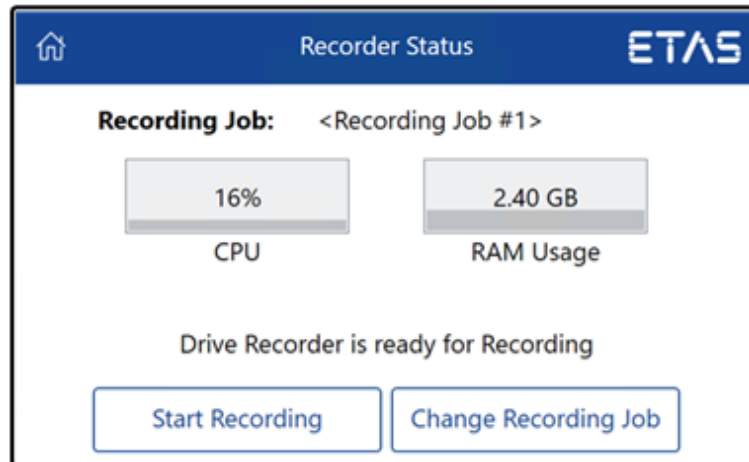 Recorder Status ETAS
Recording Job: <Recording Job #1>
16% 2.40 GB
CPU RAM Usage
Drive Recorder is ready for Recording
Start Recording Change Recording Job